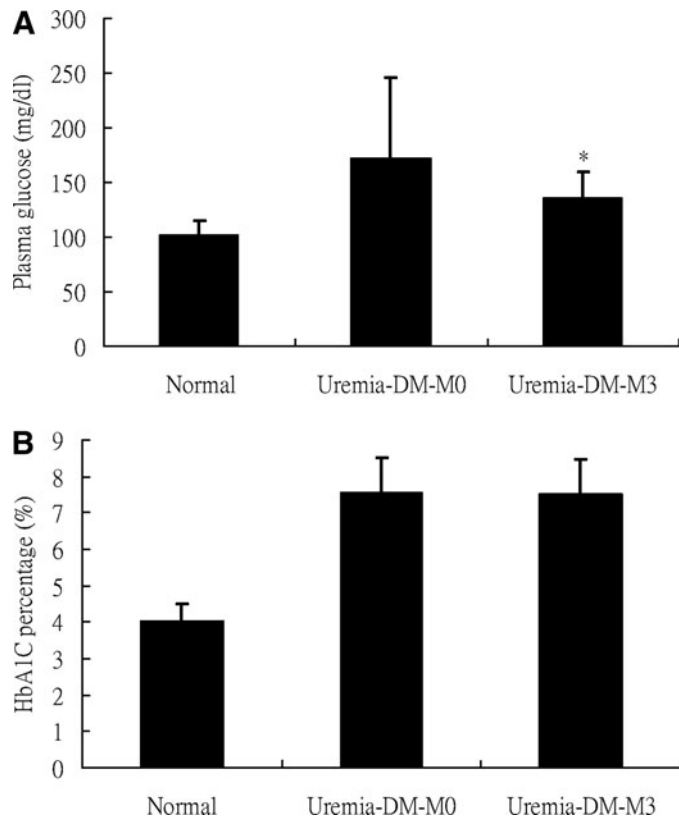 A
Plasma glucose (mg/dl)
300
250
200
150
100
50
0
*
Normal
Uremia-DM-M0
Uremia-DM-M3
B
HbA1C percentage (%)
9
8
7
6
5
4
3
2
1
0
Normal
Uremia-DM-M0
Uremia-DM-M3